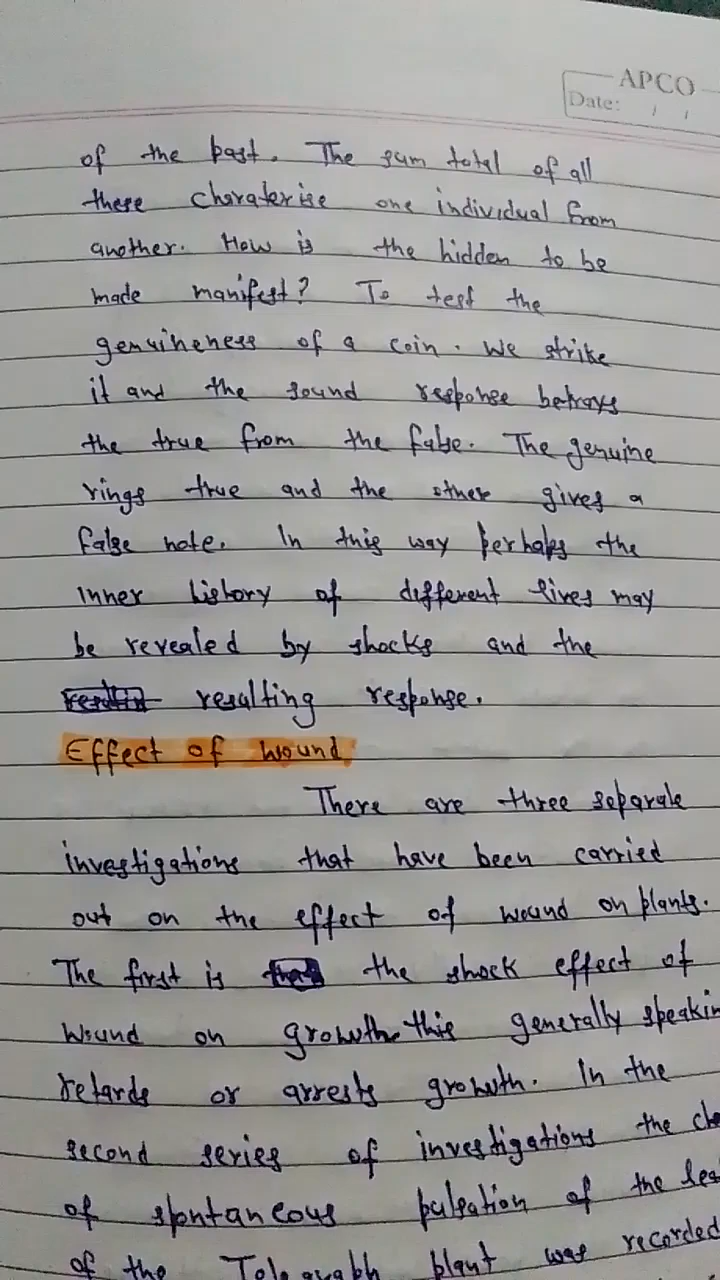 APCO
Date: / /
of the past. The sum total of all
these charaterise one individual from
another. How is the hidden to be
made manifest? To test the
genuineness of a coin. We strike
it and the sound response betrays
the true from the false. The genuine
rings true and the other gives a
false note. In this way perhaps the
inner history of different lives may
be revealed by shocks and the
resulting response.
Effect of wound
There are three separate
investigations that have been carried
out on the effect of wound on plants.
The first is the shock effect of
wound on growth. this generally speakin
retards or arrests growth. In the
second series of investigations the
of spontaneous pulsation of the
of the plant was recorded